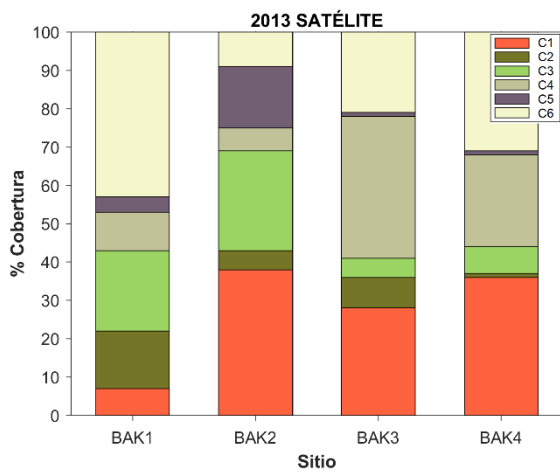 2013 SATÉLITE
% Cobertura
100
90
80
70
60
50
40
30
20
10
0
C1
C2
C3
C4
C5
C6
BAK1 BAK2 BAK3 BAK4
Sitio